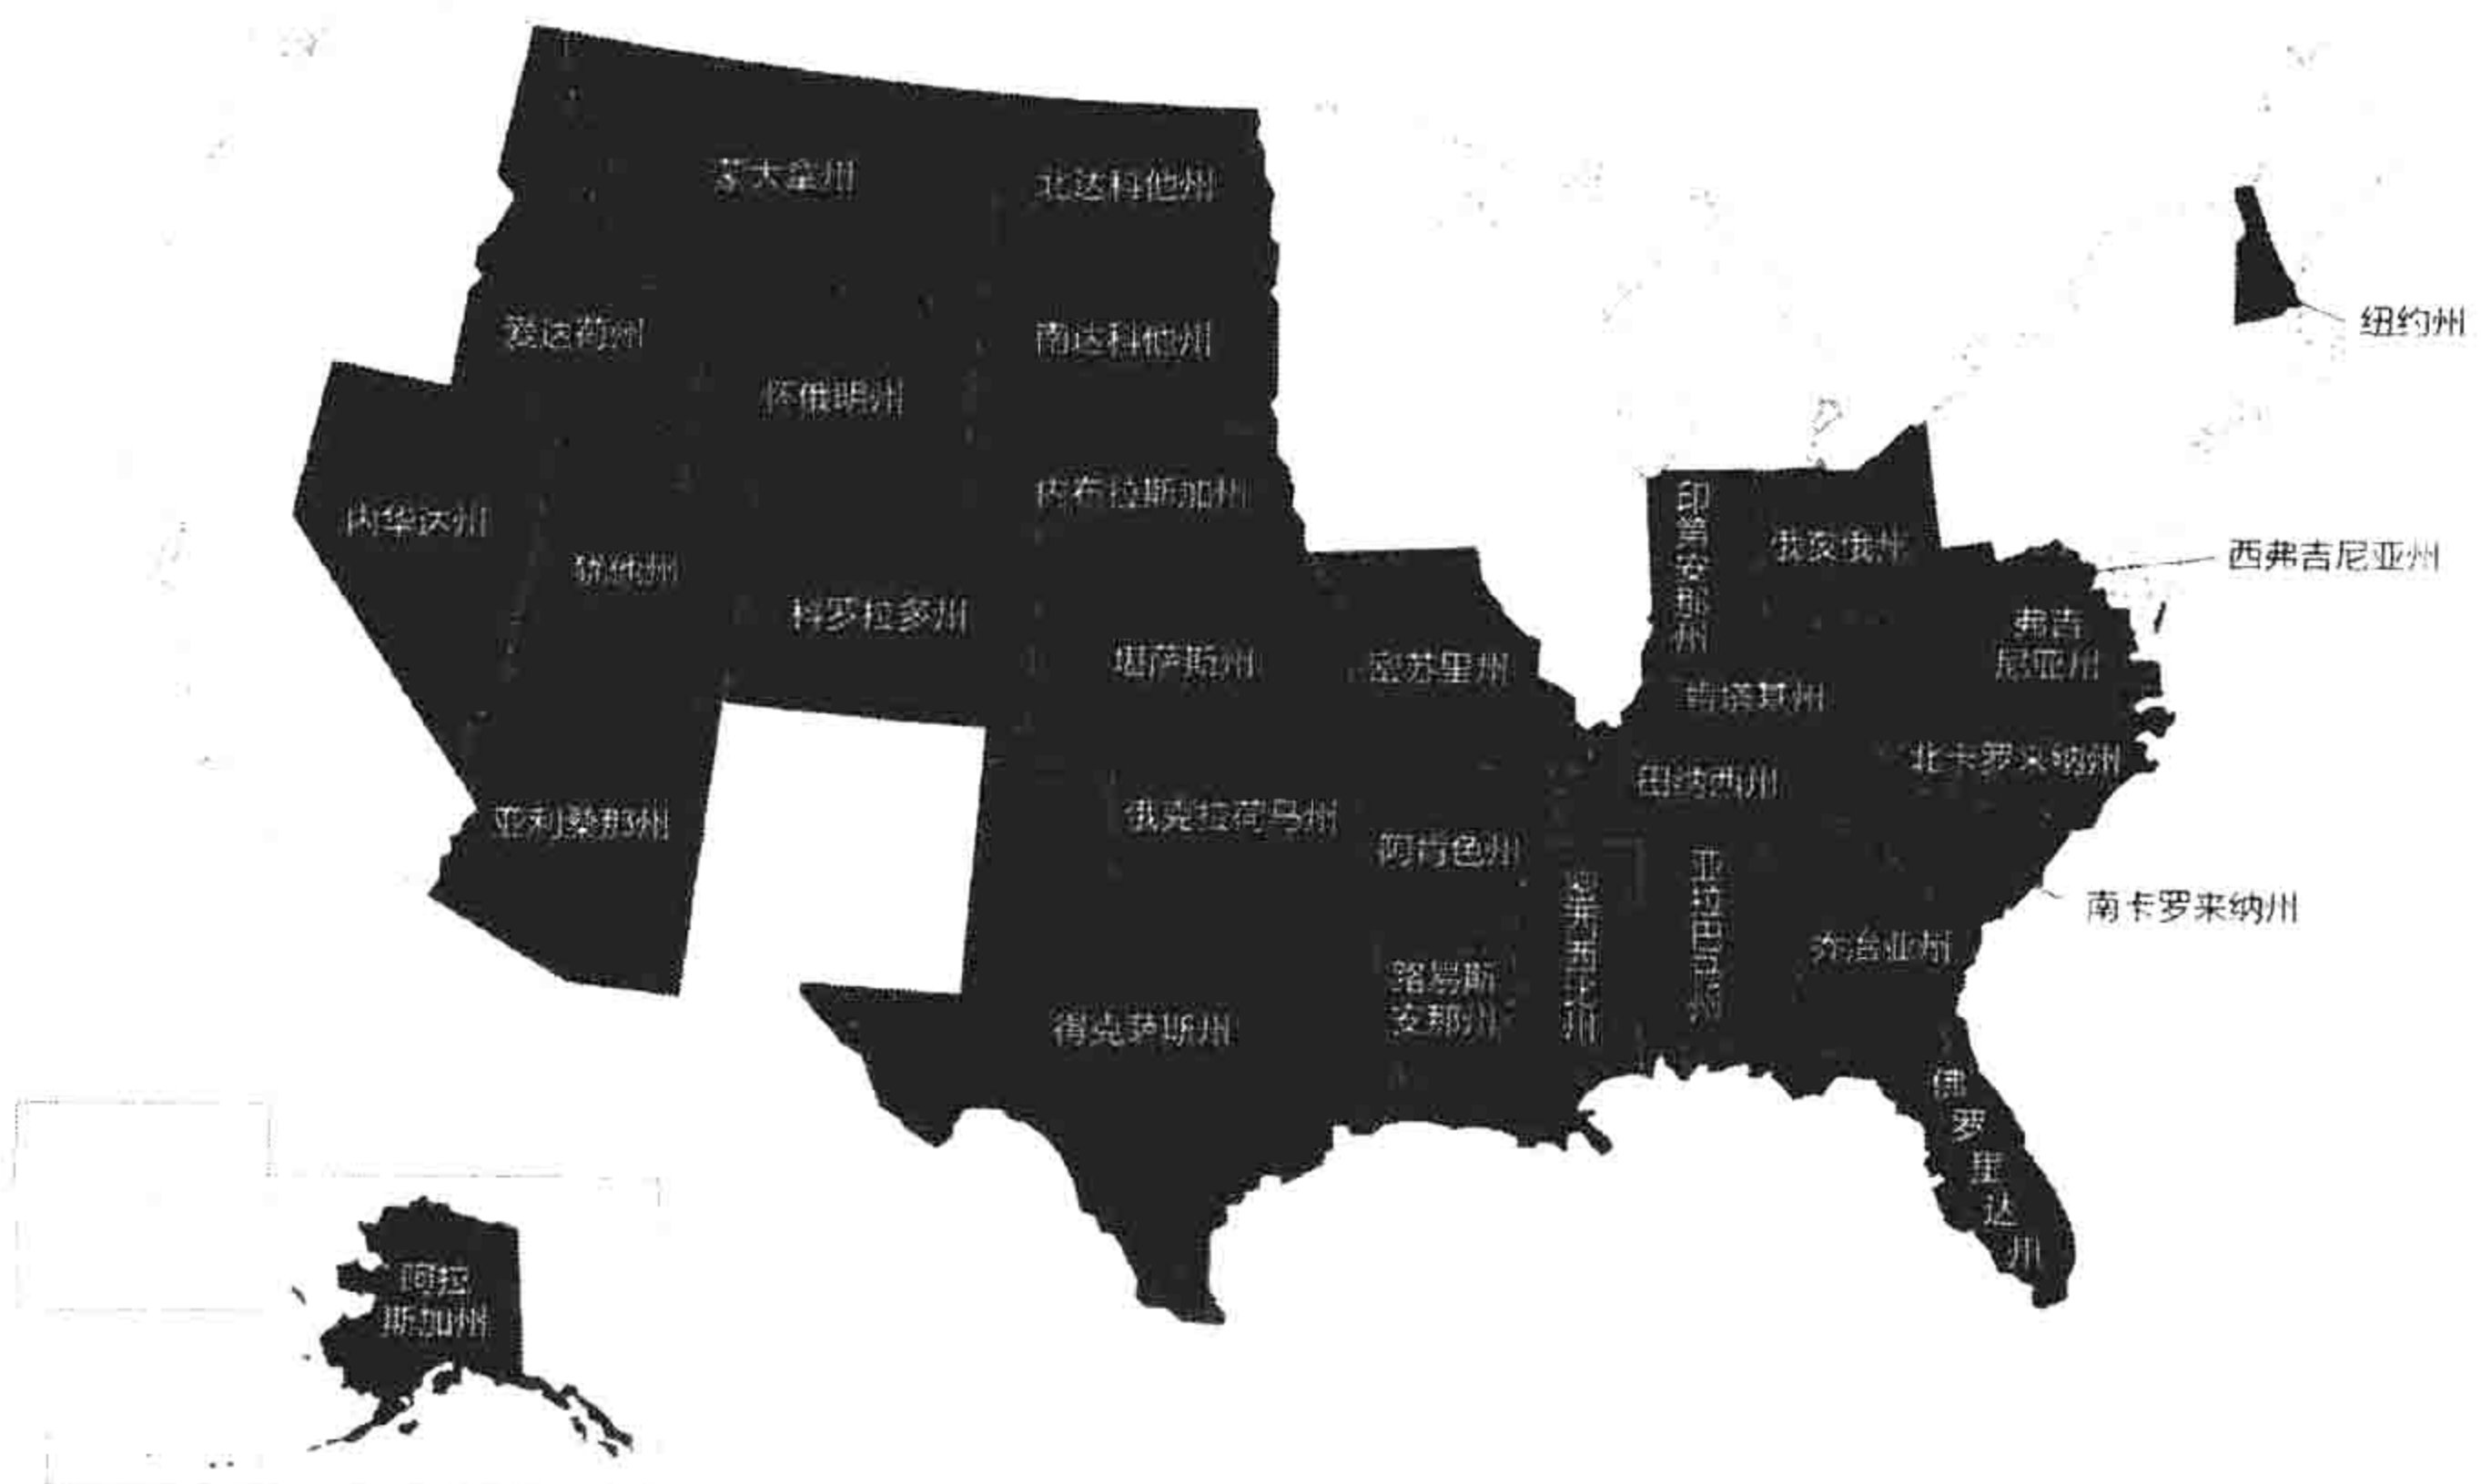 蒙大拿州
北达科他州
纽约州
爱达荷州
南达科他州
怀俄明州
内布拉斯加州
内华达州
印第安那州
俄亥俄州
西弗吉尼亚州
犹他州
科罗拉多州
弗吉
尼亚州
堪萨斯州
密苏里州
肯塔基州
北卡罗来纳州
田纳西州
亚利桑那州
俄克拉荷马州
阿肯色州
密西西比州
亚拉巴马州
南卡罗来纳州
乔治亚州
路易斯
安那州
得克萨斯州
佛罗里达州
阿拉
斯加州